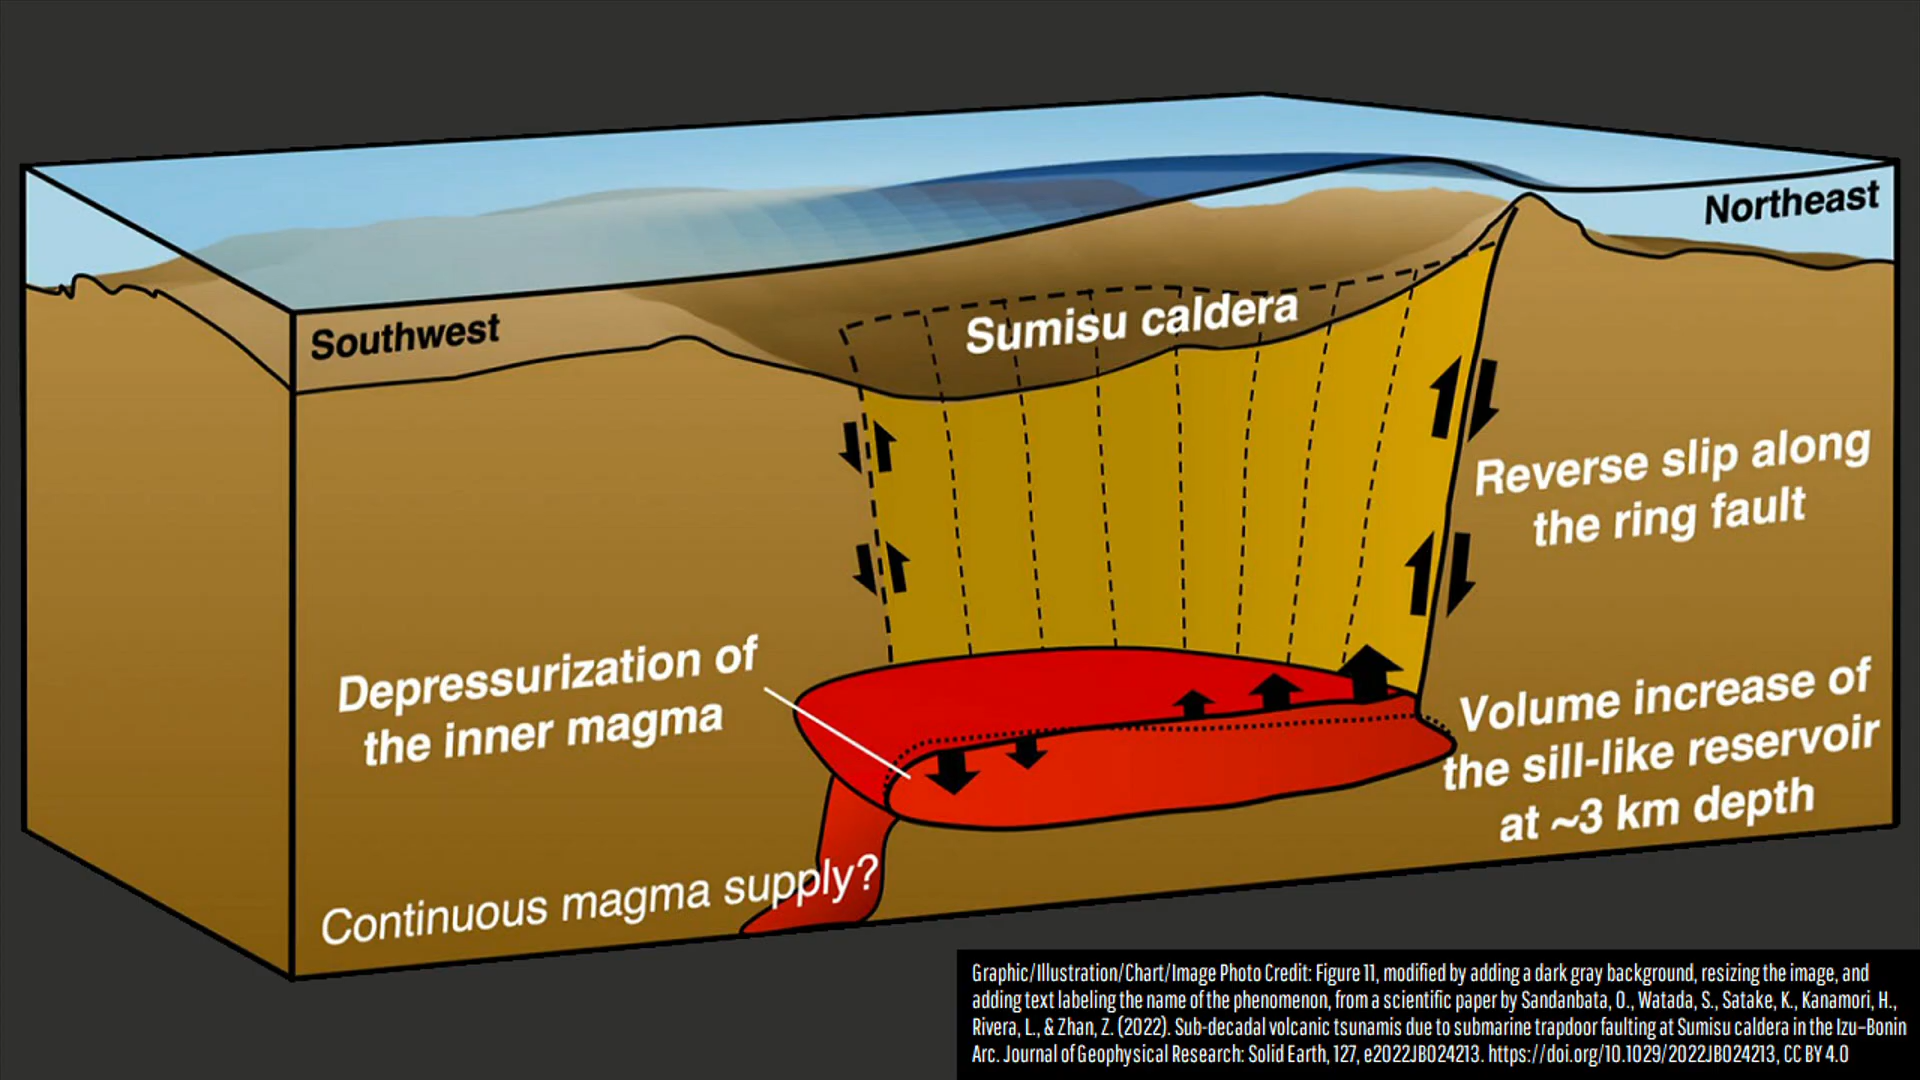 Northeast
Southwest
Sumisu caldera
Reverse slip along
the ring fault
Depressurization of
the inner magma
Volume increase of
the sill-like reservoir
at ~3 km depth
Continuous magma supply?
Graphic/Illustration/Chart/Image Photo Credit: Figure 11, modified by adding a dark gray background, resizing the image, and
adding text labeling the name of the phenomenon, from a scientific paper by Sandanbata, O., Watada, S., Satake, K., Kanamori, H.,
Rivera, L., & Zhan, Z. (2022). Sub-decadal volcanic tsunamis due to submarine trapdoor faulting at Sumisu caldera in the Izu–Bonin
Arc. Journal of Geophysical Research: Solid Earth, 127, e2022JB024213. https://doi.org/10.1029/2022JB024213, CC BY 4.0